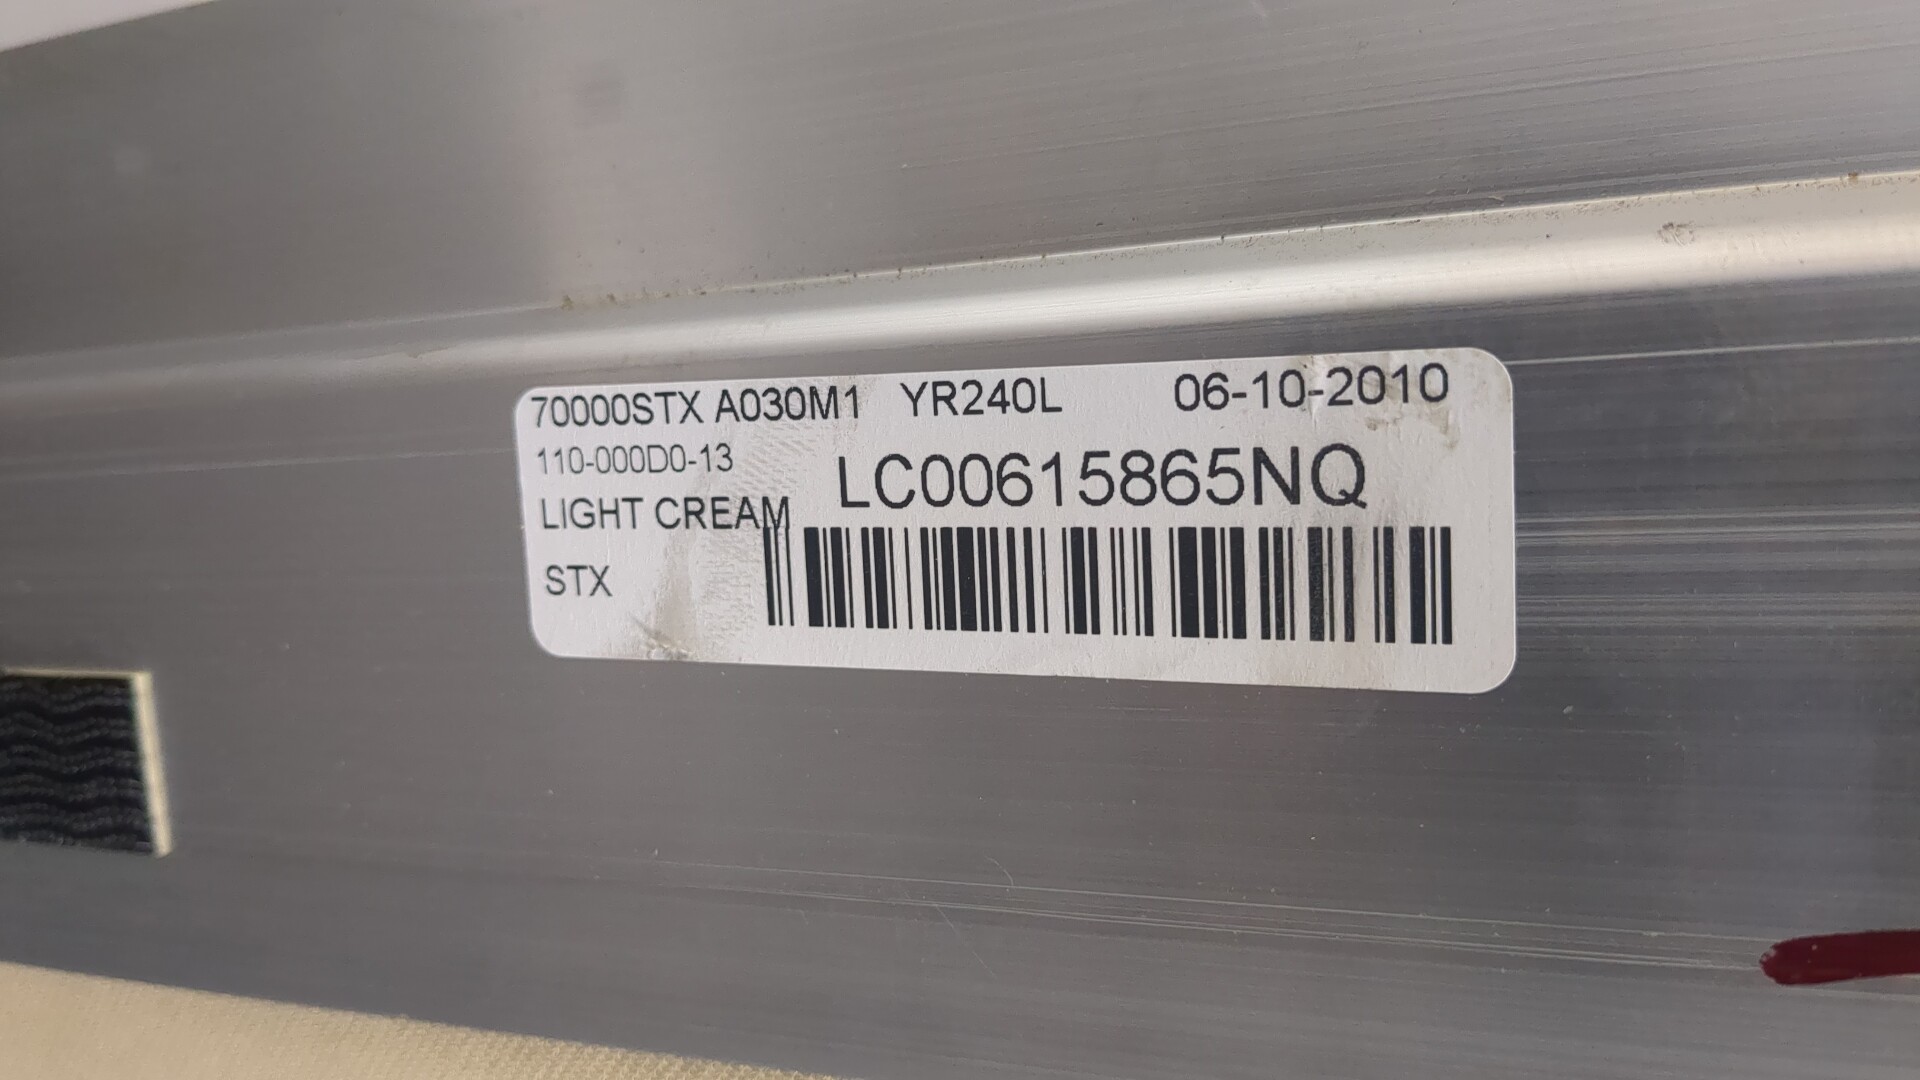 70000STX A030M1 YR240L 06-10-2010
110-000D0-13
LC00615865NQ
LIGHT CREAM
STX